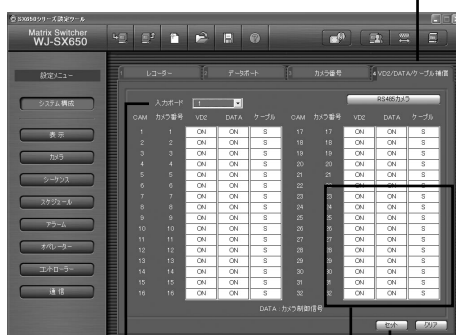 SX650シリーズ設定ツール
Matrix Switcher
WJ-SX650
設定メニュー
システム構成
表示
カメラ
シーケンス
スケジュール
アラーム
オペレーター
コントローラー
通信
1 レコーダー
2 データポート
3 カメラ番号
4 VD2/DATA/ケーブル補償
入力ボード 1
RS485カメラ
CAM カメラ番号 VD2 DATA ケーブル CAM カメラ番号 VD2 DATA ケーブル
1 1 ON ON S 17 17 ON ON S
2 2 ON ON S 18 18 ON ON S
3 3 ON ON S 19 19 ON ON S
4 4 ON ON S 20 20 ON ON S
5 5 ON ON S 21 21 ON ON S
6 6 ON ON S 22 22 ON ON S
7 7 ON ON S 23 23 ON ON S
8 8 ON ON S 24 24 ON ON S
9 9 ON ON S 25 25 ON ON S
10 10 ON ON S 26 26 ON ON S
11 11 ON ON S 27 27 ON ON S
12 12 ON ON S 28 28 ON ON S
13 13 ON ON S 29 29 ON ON S
14 14 ON ON S 30 30 ON ON S
15 15 ON ON S 31 31 ON ON S
16 16 ON ON S 32 32 ON ON S
DATA : カメラ制御信号
セット クリア